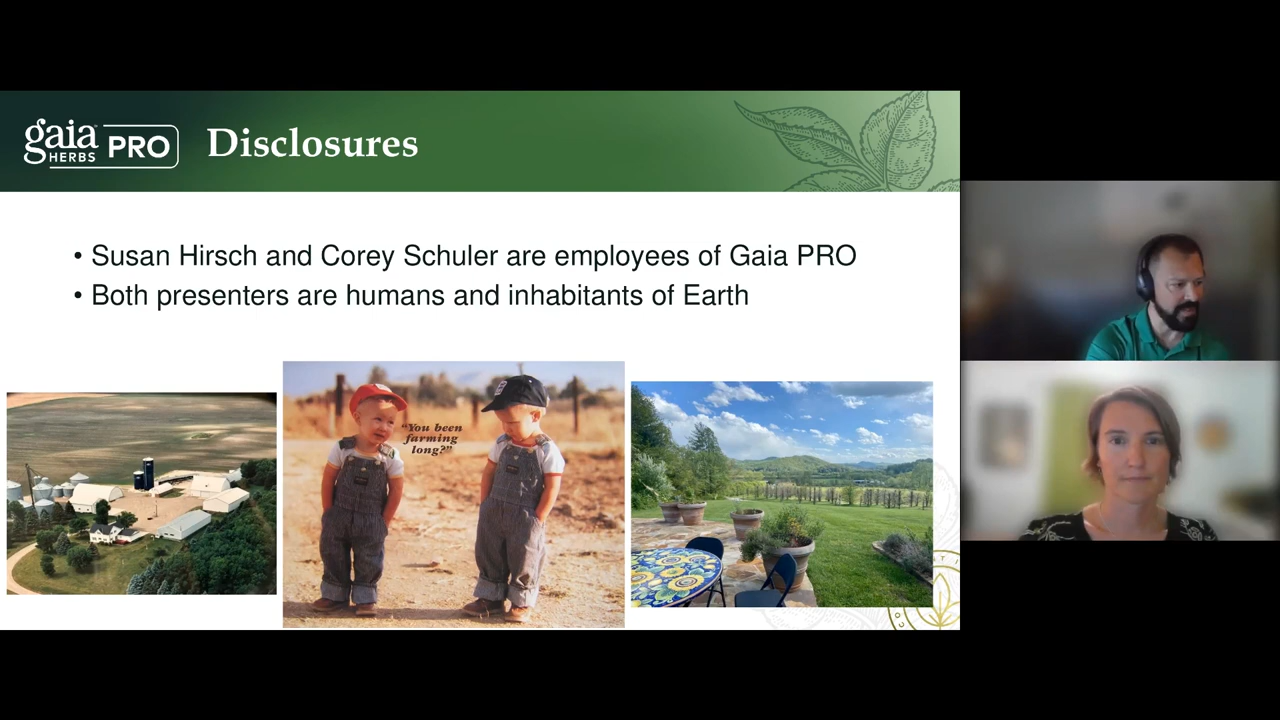 gaia
HERBS PRO
Disclosures
• Susan Hirsch and Corey Schuler are employees of Gaia PRO
• Both presenters are humans and inhabitants of Earth
"You been
farming
long?"